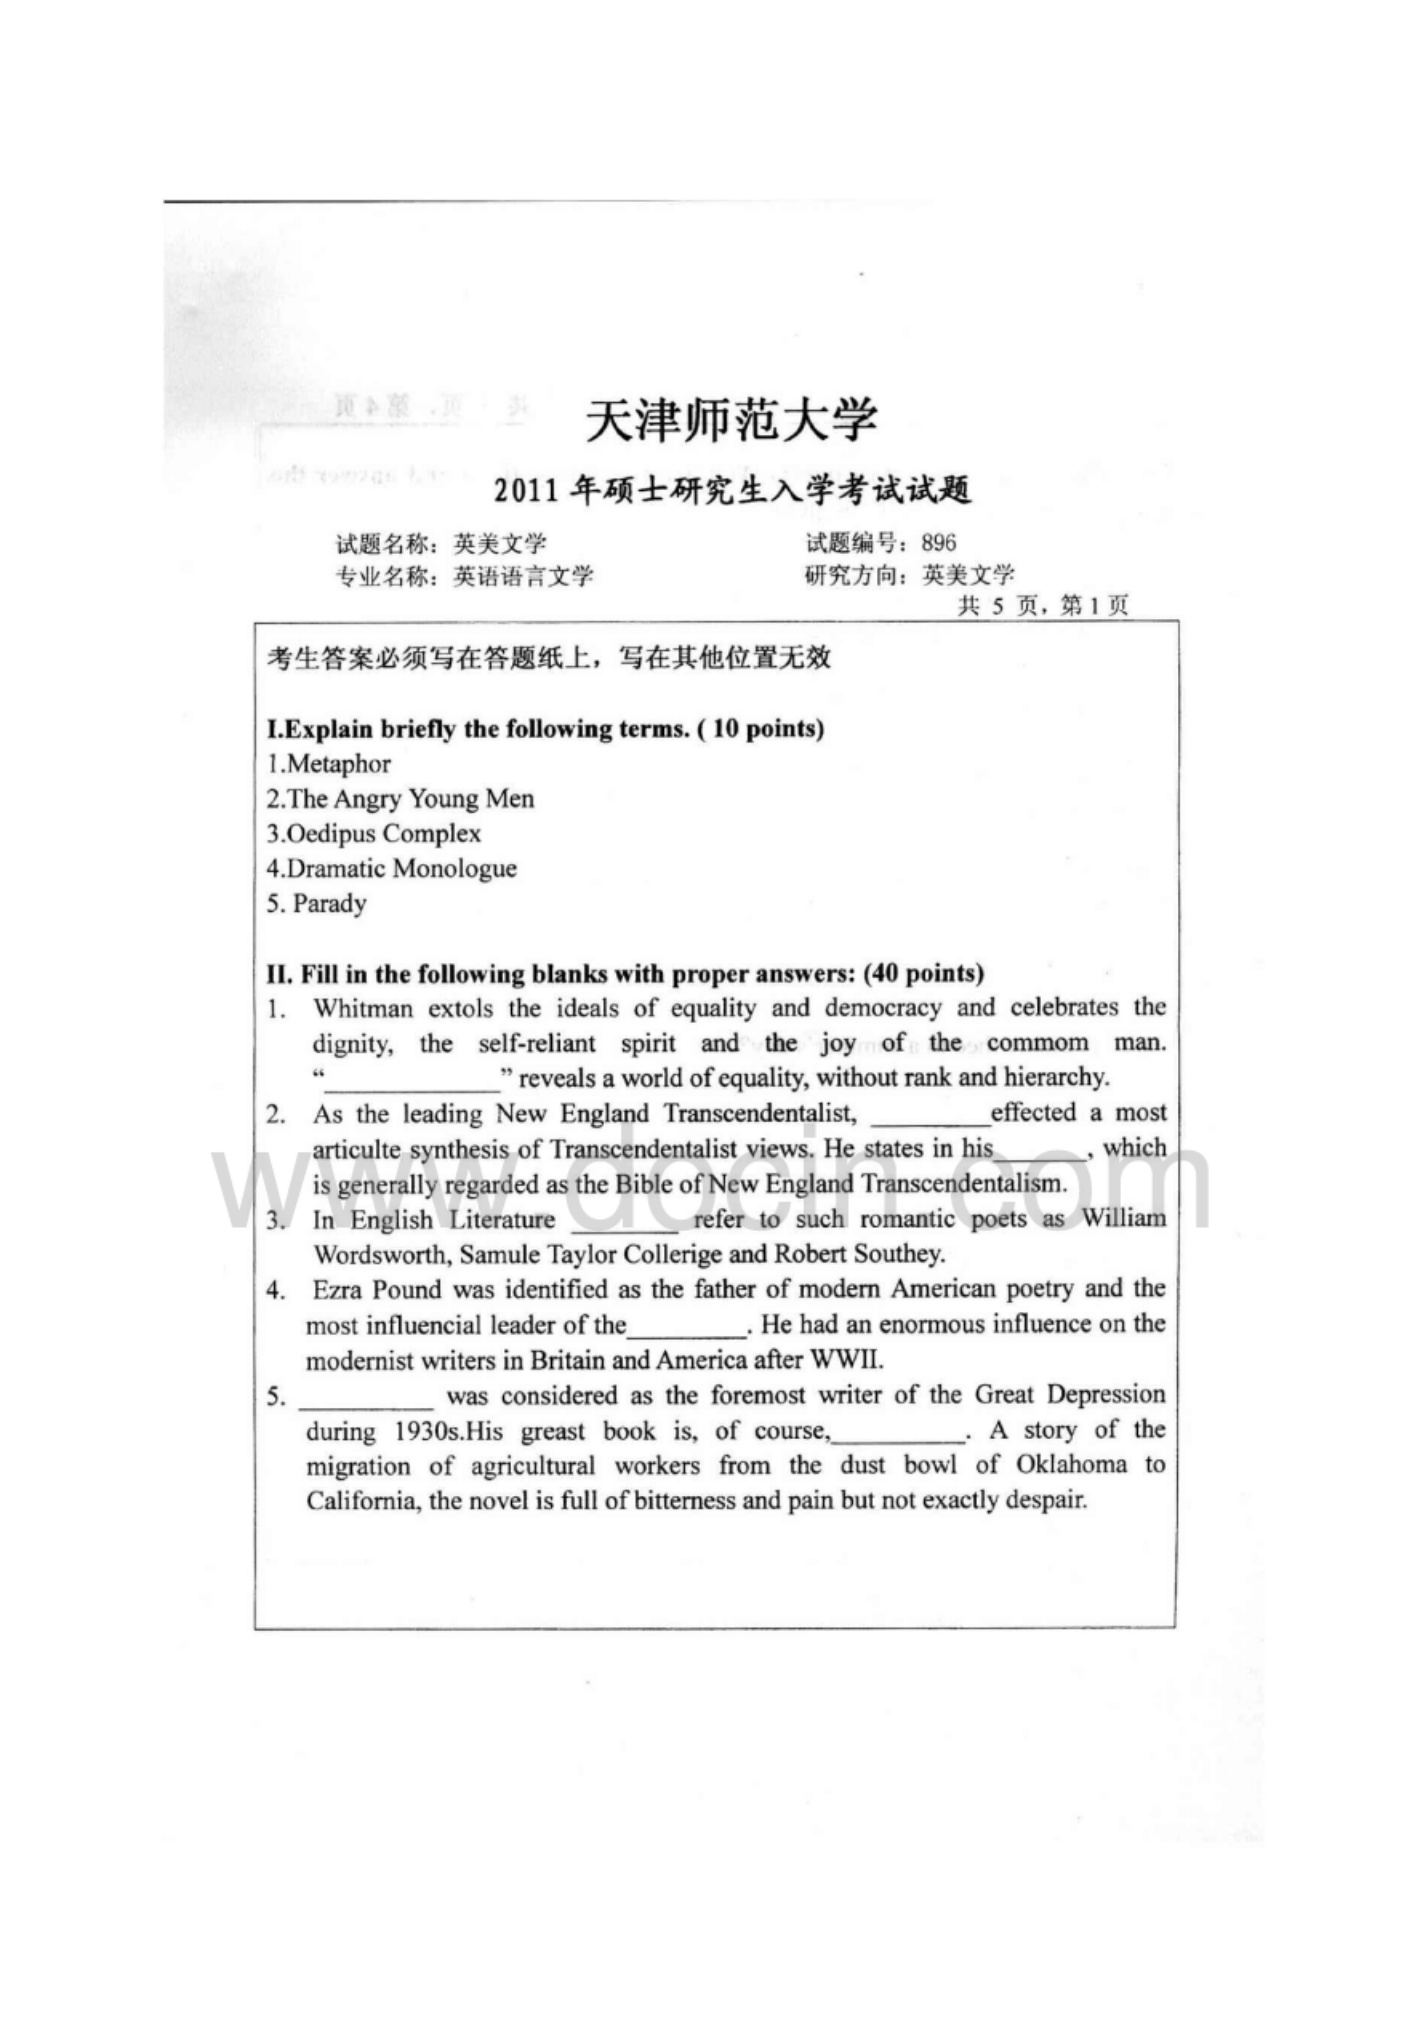 天津师范大学
2011 年硕士研究生入学考试试题
试题名称：英美文学 试题编号：896
专业名称：英语语言文学 研究方向：英美文学
共 5 页，第 1 页
考生答案必须写在答题纸上，写在其他位置无效
I.Explain briefly the following terms. ( 10 points)
1.Metaphor
2.The Angry Young Men
3.Oedipus Complex
4.Dramatic Monologue
5. Parady
II. Fill in the following blanks with proper answers: (40 points)
1. Whitman extols the ideals of equality and democracy and celebrates the
dignity, the self-reliant spirit and the joy of the commom man.
“______________” reveals a world of equality, without rank and hierarchy.
2. As the leading New England Transcendentalist, __________effected a most
articulte synthesis of Transcendentalist views. He states in his________, which
is generally regarded as the Bible of New England Transcendentalism.
3. In English Literature _________ refer to such romantic poets as William
Wordsworth, Samule Taylor Collerige and Robert Southey.
4. Ezra Pound was identified as the father of modern American poetry and the
most influencial leader of the__________. He had an enormous influence on the
modernist writers in Britain and America after WWII.
5. ___________ was considered as the foremost writer of the Great Depression
during 1930s.His greast book is, of course,___________. A story of the
migration of agricultural workers from the dust bowl of Oklahoma to
California, the novel is full of bitterness and pain but not exactly despair.
www.docin.com